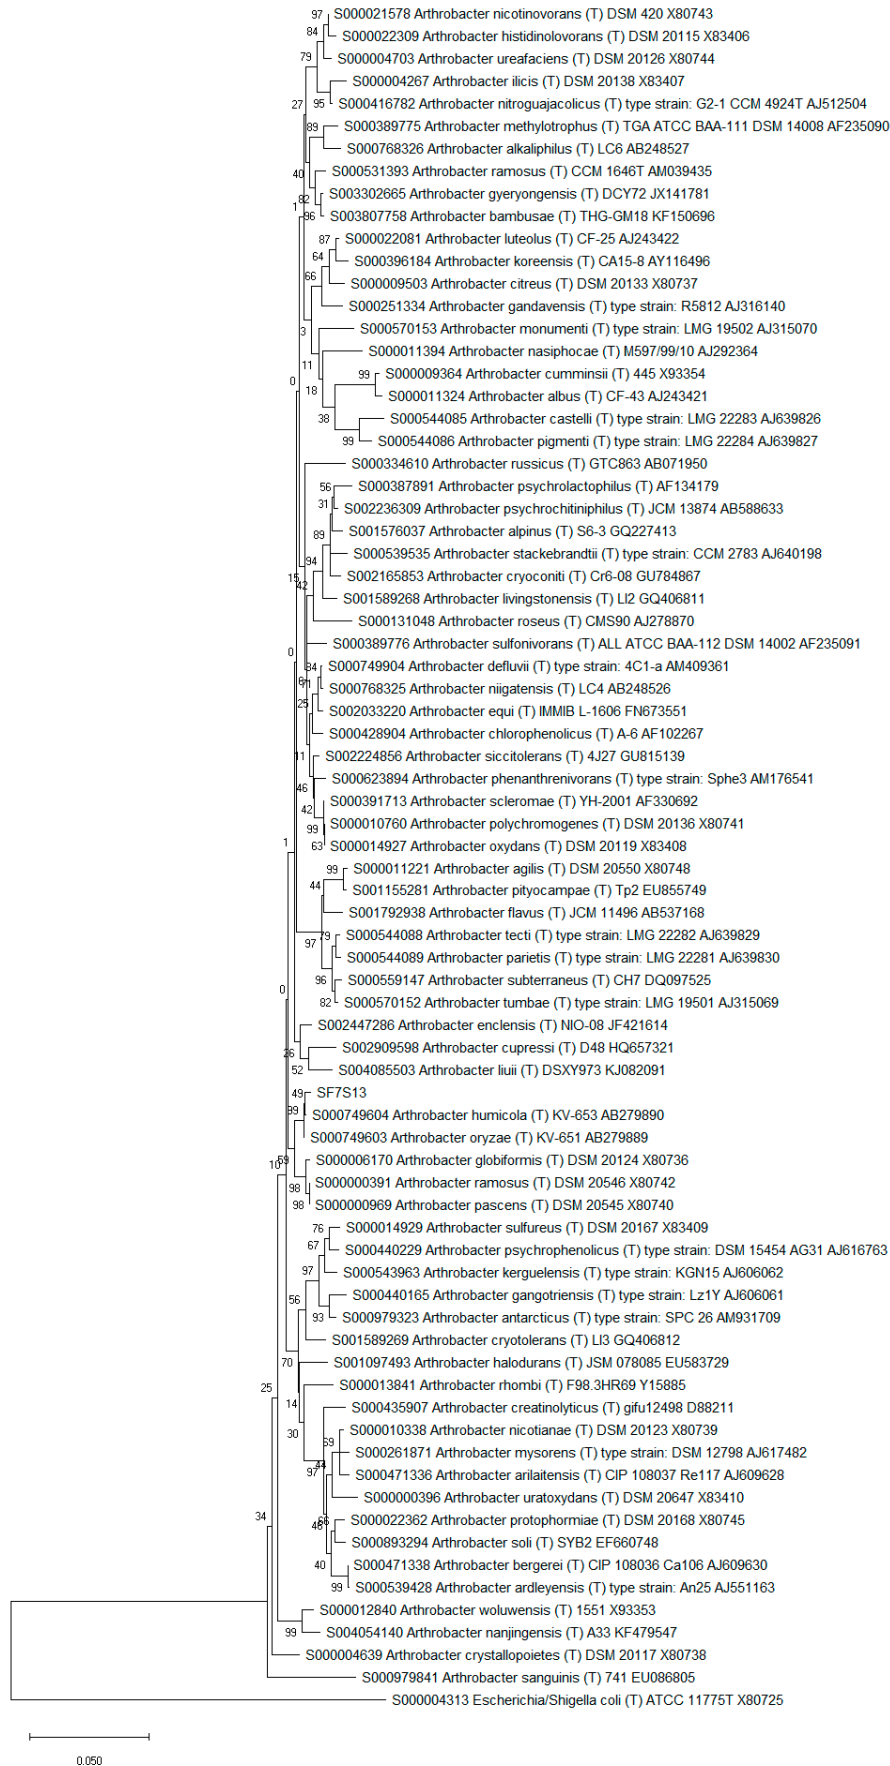 97 S000021578 Arthrobacter nicotinovorans (T) DSM 420 X80743
84 S000022309 Arthrobacter histidinolovorans (T) DSM 20115 X83406
79 S000004703 Arthrobacter ureafaciens (T) DSM 20126 X80744
S000004267 Arthrobacter ilicis (T) DSM 20138 X83407
27 95 S000416782 Arthrobacter nitroguajacolicus (T) type strain: G2-1 CCM 4924T AJ512504
89 S000389775 Arthrobacter methylotrophus (T) TGA ATCC BAA-111 DSM 14008 AF235090
S000768326 Arthrobacter alkaliphilus (T) LC6 AB248527
40 S000531393 Arthrobacter ramosus (T) CCM 1646T AM039435
82 S003302665 Arthrobacter gyeryongensis (T) DCY72 JX141781
1 96 S003807758 Arthrobacter bambusae (T) THG-GM18 KF150696
87 S000022081 Arthrobacter luteolus (T) CF-25 AJ243422
64 S000396184 Arthrobacter koreensis (T) CA15-8 AY116496
66 S000009503 Arthrobacter citreus (T) DSM 20133 X80737
S000251334 Arthrobacter gandavensis (T) type strain: R5812 AJ316140
3 S000570153 Arthrobacter monumenti (T) type strain: LMG 19502 AJ315070
11 S000011394 Arthrobacter nasiphocae (T) M597/99/10 AJ292364
0 99 S000009364 Arthrobacter cumminsii (T) 445 X93354
18 S000011324 Arthrobacter albus (T) CF-43 AJ243421
38 S000544085 Arthrobacter castelli (T) type strain: LMG 22283 AJ639826
99 S000544086 Arthrobacter pigmenti (T) type strain: LMG 22284 AJ639827
S000334610 Arthrobacter russicus (T) GTC863 AB071950
56 S000387891 Arthrobacter psychrolactophilus (T) AF134179
31 S002236309 Arthrobacter psychrochitiniphilus (T) JCM 13874 AB588633
89 S001576037 Arthrobacter alpinus (T) S6-3 GQ227413
94 S000539535 Arthrobacter stackebrandtii (T) type strain: CCM 2783 AJ640198
15 42 S002165853 Arthrobacter cryoconiti (T) Cr6-08 GU784867
S001589268 Arthrobacter livingstonensis (T) LI2 GQ406811
S000131048 Arthrobacter roseus (T) CMS90 AJ278870
0 S000389776 Arthrobacter sulfonivorans (T) ALL ATCC BAA-112 DSM 14002 AF235091
84 S000749904 Arthrobacter defluvii (T) type strain: 4C1-a AM409361
6 71 S000768325 Arthrobacter niigatensis (T) LC4 AB248526
25 S002033220 Arthrobacter equi (T) IMMIB L-1606 FN673551
S000428904 Arthrobacter chlorophenolicus (T) A-6 AF102267
11 S002224856 Arthrobacter siccitolerans (T) 4J27 GU815139
46 S000623894 Arthrobacter phenanthrenivorans (T) type strain: Sphe3 AM176541
42 S000391713 Arthrobacter scleromae (T) YH-2001 AF330692
99 S000010760 Arthrobacter polychromogenes (T) DSM 20136 X80741
1 63 S000014927 Arthrobacter oxydans (T) DSM 20119 X83408
99 S000011221 Arthrobacter agilis (T) DSM 20550 X80748
44 S001155281 Arthrobacter pityocampae (T) Tp2 EU855749
S001792938 Arthrobacter flavus (T) JCM 11496 AB537168
97 79 S000544088 Arthrobacter tecti (T) type strain: LMG 22282 AJ639829
S000544089 Arthrobacter parietis (T) type strain: LMG 22281 AJ639830
0 96 S000559147 Arthrobacter subterraneus (T) CH7 DQ097525
82 S000570152 Arthrobacter tumbae (T) type strain: LMG 19501 AJ315069
S002447286 Arthrobacter enclensis (T) NIO-08 JF421614
26 S002909598 Arthrobacter cupressi (T) D48 HQ657321
52 S004085503 Arthrobacter liuii (T) DSXY973 KJ082091
49 SF7S13
99 S000749604 Arthrobacter humicola (T) KV-653 AB279890
S000749603 Arthrobacter oryzae (T) KV-651 AB279889
10 59 S000006170 Arthrobacter globiformis (T) DSM 20124 X80736
98 S000000391 Arthrobacter ramosus (T) DSM 20546 X80742
98 S000000969 Arthrobacter pascens (T) DSM 20545 X80740
76 S000014929 Arthrobacter sulfureus (T) DSM 20167 X83409
67 S000440229 Arthrobacter psychrophenolicus (T) type strain: DSM 15454 AG31 AJ616763
97 S000543963 Arthrobacter kerguelensis (T) type strain: KGN15 AJ606062
56 S000440165 Arthrobacter gangotriensis (T) type strain: Lz1Y AJ606061
93 S000979323 Arthrobacter antarcticus (T) type strain: SPC 26 AM931709
S001589269 Arthrobacter cryotolerans (T) LI3 GQ406812
70 S001097493 Arthrobacter halodurans (T) JSM 078085 EU583729
25 S000013841 Arthrobacter rhombi (T) F98.3HR69 Y15885
14 S000435907 Arthrobacter creatinolyticus (T) gifu12498 D88211
30 69 S000010338 Arthrobacter nicotianae (T) DSM 20123 X80739
44 S000261871 Arthrobacter mysorens (T) type strain: DSM 12798 AJ617482
97 S000471336 Arthrobacter arilaitensis (T) CIP 108037 Re117 AJ609628
S000000396 Arthrobacter uratoxydans (T) DSM 20647 X83410
34 46 66 S000022362 Arthrobacter protophormiae (T) DSM 20168 X80745
S000893294 Arthrobacter soli (T) SYB2 EF660748
40 S000471338 Arthrobacter bergerei (T) CIP 108036 Ca106 AJ609630
99 S000539428 Arthrobacter ardleyensis (T) type strain: An25 AJ551163
S000012840 Arthrobacter woluwensis (T) 1551 X93353
99 S004054140 Arthrobacter nanjingensis (T) A33 KF479547
S000004639 Arthrobacter crystallopoietes (T) DSM 20117 X80738
S000979841 Arthrobacter sanguinis (T) 741 EU086805
S000004313 Escherichia/Shigella coli (T) ATCC 11775T X80725
0.050